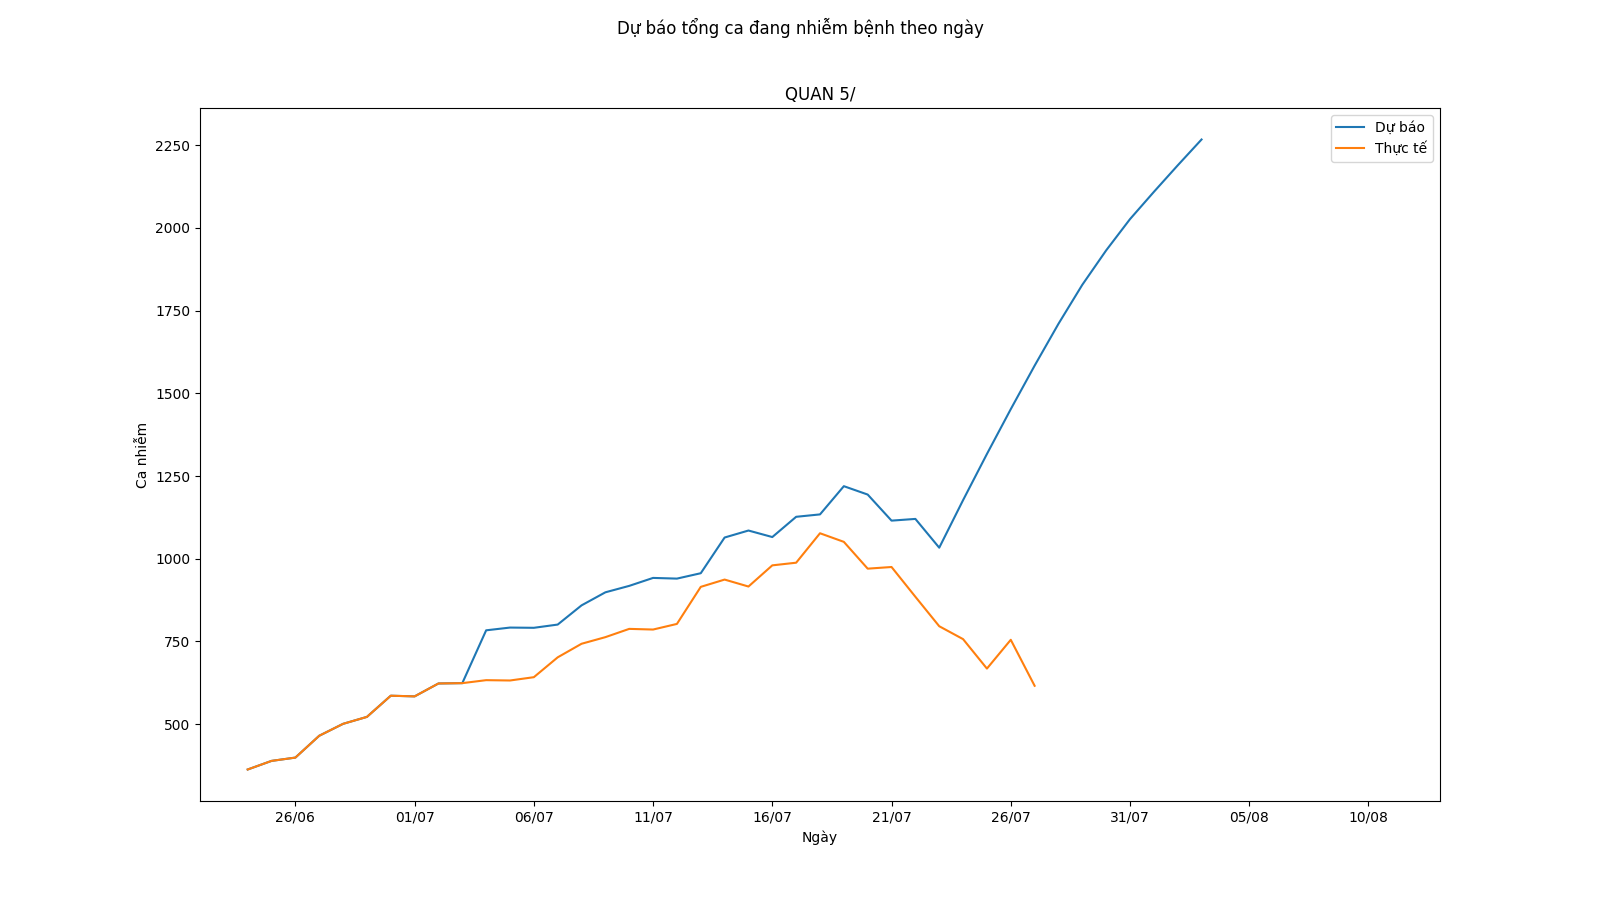 Dự báo tổng ca đang nhiễm bệnh theo ngày
QUAN 5/
Dự báo
Thực tế
2250
2000
1750
1500
1250
1000
750
500
Ca nhiễm
26/06 01/07 06/07 11/07 16/07 21/07 26/07 31/07 05/08 10/08
Ngày